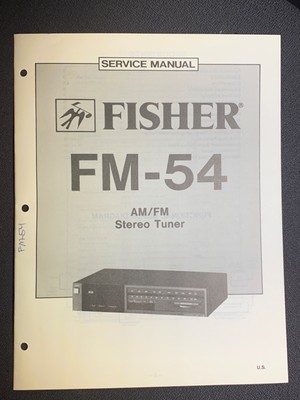 SERVICE MANUAL
FISHER®
FM-54
AM/FM
Stereo Tuner
U.S.